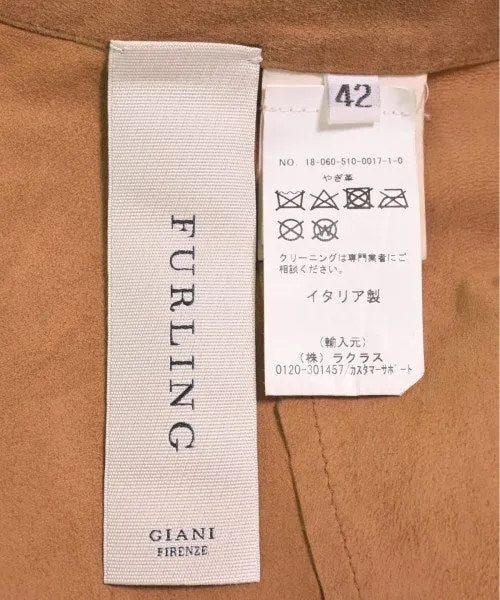 FURLING
GIANI
FIRENZE
42
NO. 18-060-510-0017-1-0
やぎ革
クリーニングは専門業者にご
相談ください。
イタリア製
(輸入元)
(株) ラクラス
0120-301457/カスタマーサポート